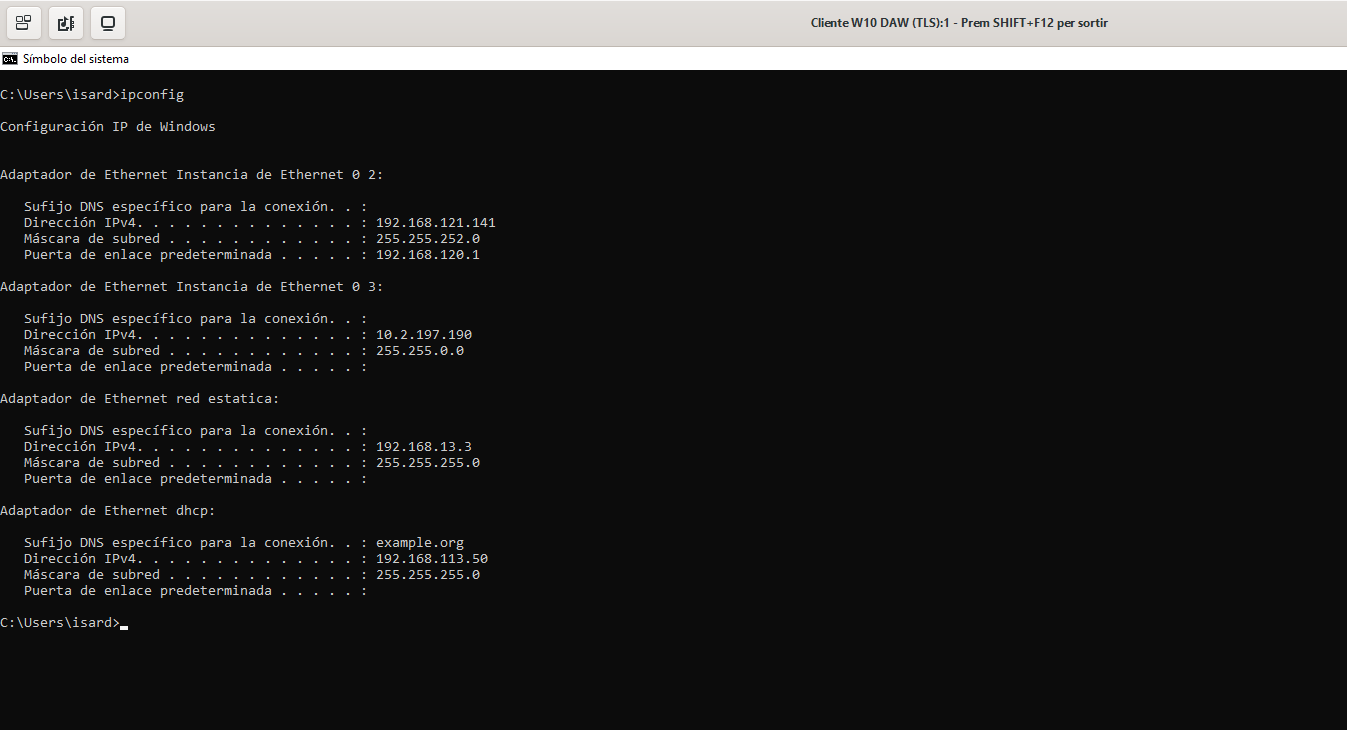 Cliente W10 DAW (TLS):1 - Prem SHIFT+F12 per sortir
C:\. Símbolo del sistema
C:\Users\isard>ipconfig
Configuración IP de Windows
Adaptador de Ethernet Instancia de Ethernet 0 2:
Sufijo DNS específico para la conexión. . :
Dirección IPv4. . . . . . . . . . . . . . : 192.168.121.141
Máscara de subred . . . . . . . . . . . . : 255.255.252.0
Puerta de enlace predeterminada . . . . . : 192.168.120.1
Adaptador de Ethernet Instancia de Ethernet 0 3:
Sufijo DNS específico para la conexión. . :
Dirección IPv4. . . . . . . . . . . . . . : 10.2.197.190
Máscara de subred . . . . . . . . . . . . : 255.255.0.0
Puerta de enlace predeterminada . . . . . :
Adaptador de Ethernet red estatica:
Sufijo DNS específico para la conexión. . :
Dirección IPv4. . . . . . . . . . . . . . : 192.168.13.3
Máscara de subred . . . . . . . . . . . . : 255.255.255.0
Puerta de enlace predeterminada . . . . . :
Adaptador de Ethernet dhcp:
Sufijo DNS específico para la conexión. . : example.org
Dirección IPv4. . . . . . . . . . . . . . : 192.168.113.50
Máscara de subred . . . . . . . . . . . . : 255.255.255.0
Puerta de enlace predeterminada . . . . . :
C:\Users\isard>